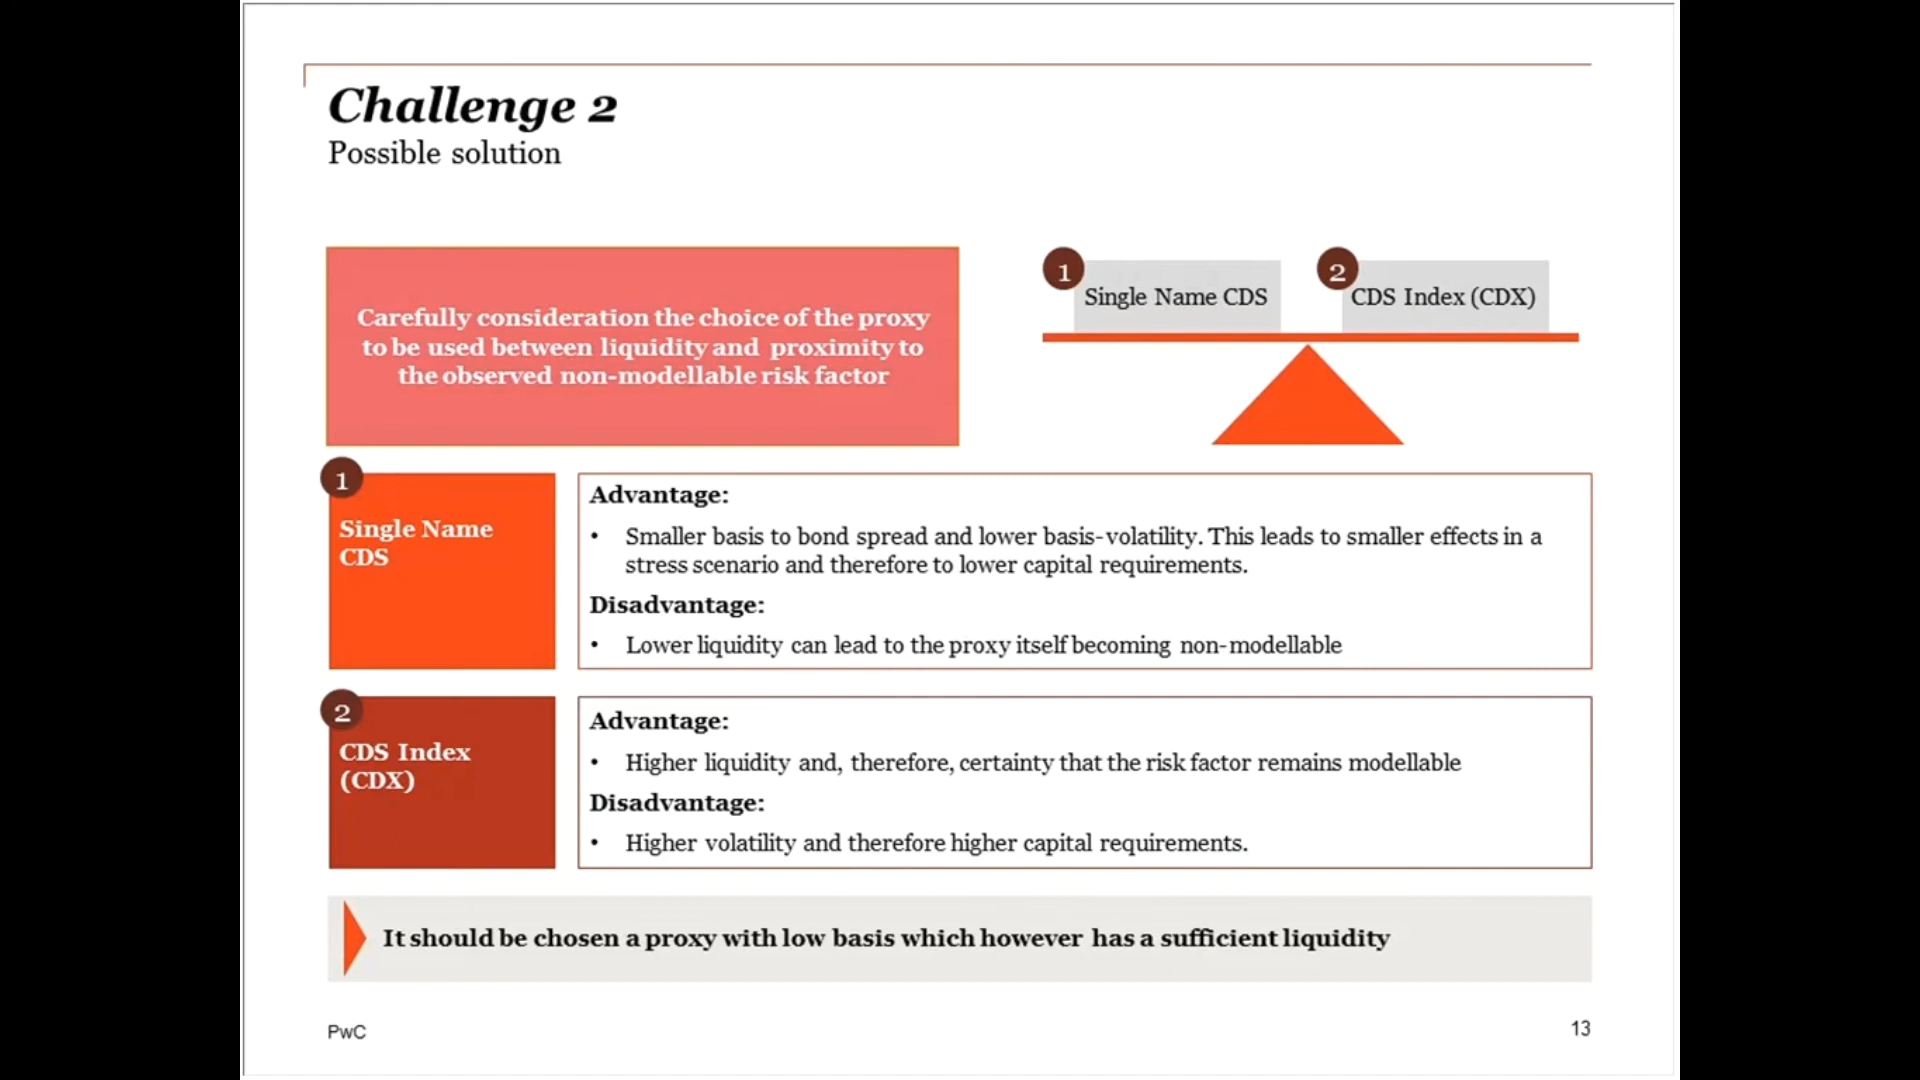 Challenge 2
Possible solution
Carefully consideration the choice of the proxy
to be used between liquidity and proximity to
the observed non-modellable risk factor
1
Single Name CDS
2
CDS Index (CDX)
1
Single Name
CDS
Advantage:
• Smaller basis to bond spread and lower basis-volatility. This leads to smaller effects in a
stress scenario and therefore to lower capital requirements.
Disadvantage:
• Lower liquidity can lead to the proxy itself becoming non-modellable
2
CDS Index
(CDX)
Advantage:
• Higher liquidity and, therefore, certainty that the risk factor remains modellable
Disadvantage:
• Higher volatility and therefore higher capital requirements.
It should be chosen a proxy with low basis which however has a sufficient liquidity
PwC
13